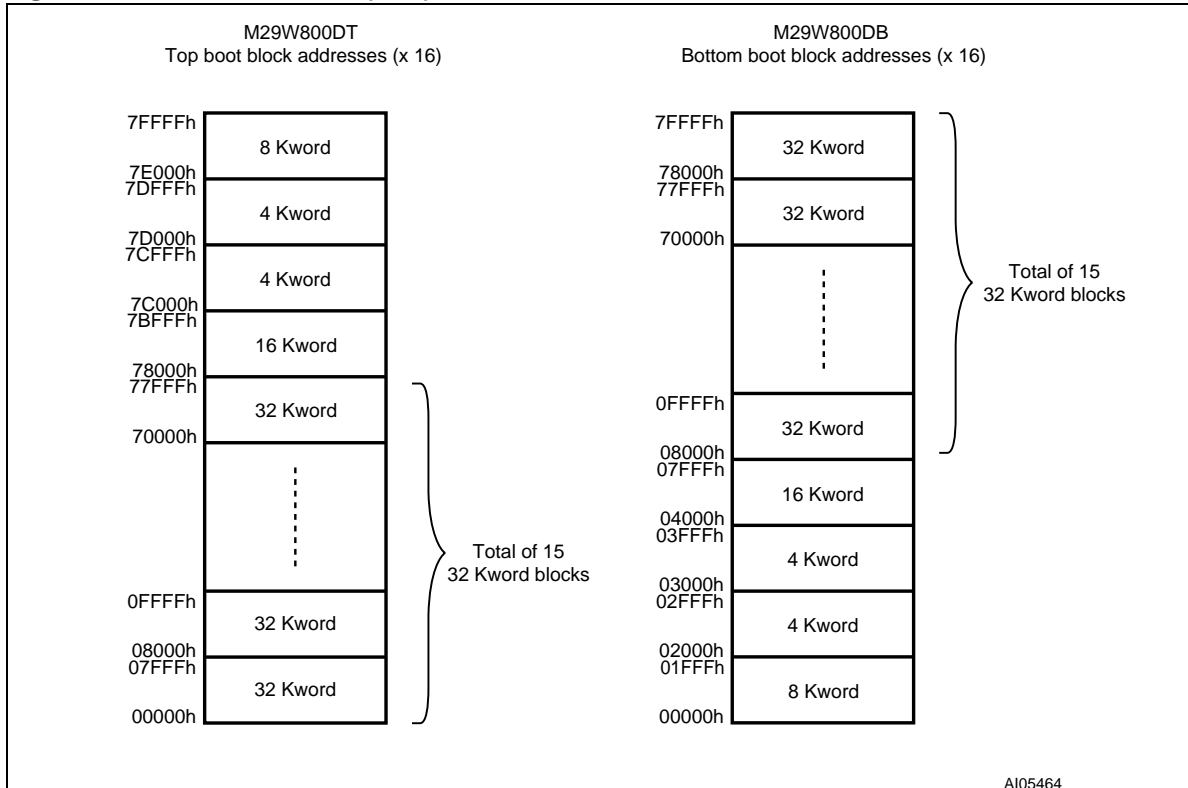 M29W800DT
Top boot block addresses (x 16)
7FFFFh
8 Kword
7E000h
7DFFFh
4 Kword
7D000h
7CFFFh
4 Kword
7C000h
7BFFFh
16 Kword
78000h
77FFFh
32 Kword
70000h
Total of 15
32 Kword blocks
0FFFFh
32 Kword
08000h
07FFFh
32 Kword
00000h
M29W800DB
Bottom boot block addresses (x 16)
7FFFFh
32 Kword
78000h
77FFFh
32 Kword
70000h
Total of 15
32 Kword blocks
0FFFFh
32 Kword
08000h
07FFFh
16 Kword
04000h
03FFFh
4 Kword
03000h
02FFFh
4 Kword
02000h
01FFFh
8 Kword
00000h
AI05464